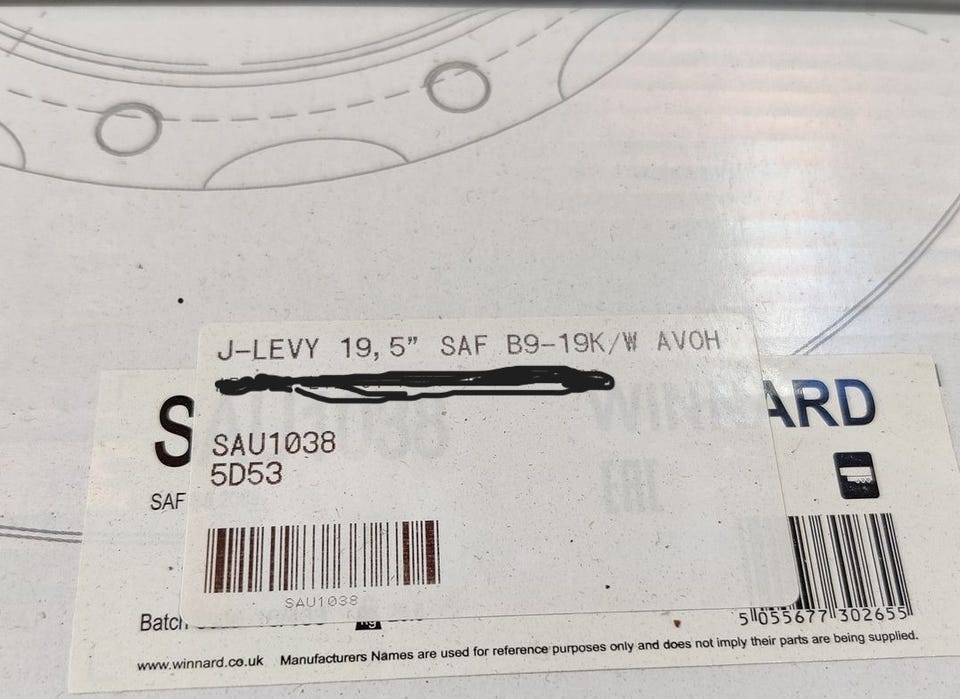 J-LEVY 19,5" SAF B9-19K/W AVOH
ARD
S
SAU1038
5D53
SAF
SAU1038
Batch
5 055677 302655
www.winnard.co.uk Manufacturers Names are used for reference purposes only and does not imply their parts are being supplied.